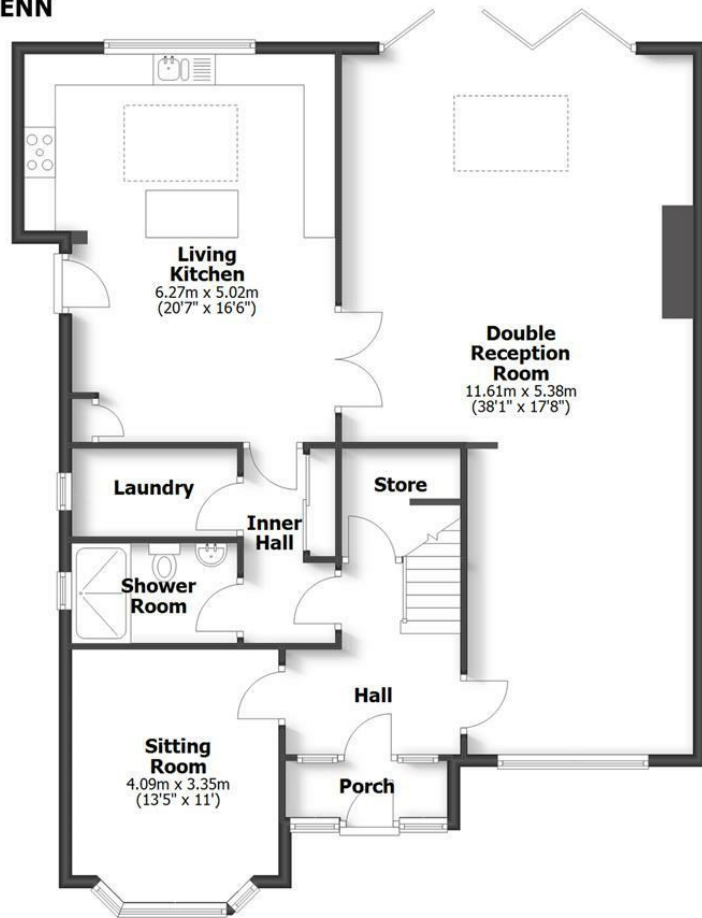 ENN
Living
Kitchen
6.27m x 5.02m
(20'7" x 16'6")
Double
Reception
Room
11.61m x 5.38m
(38'1" x 17'8")
Laundry
Store
Inner
Hall
Shower
Room
Hall
Sitting
Room
4.09m x 3.35m
(13'5" x 11')
Porch